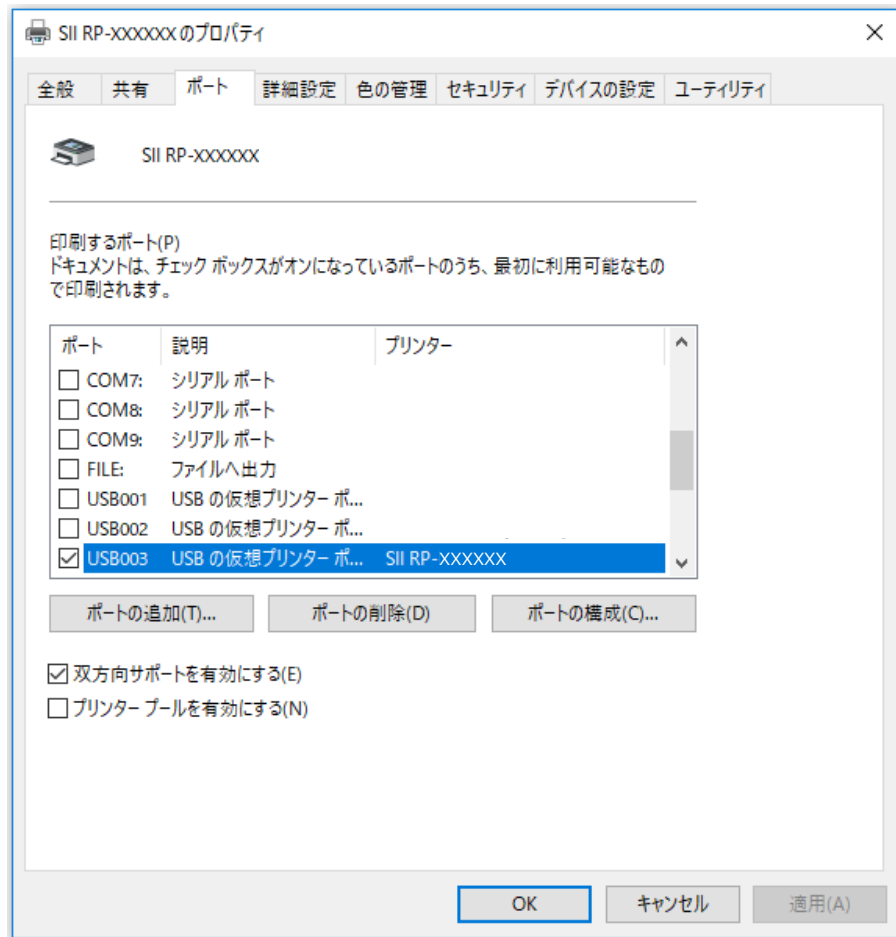 SII RP-XXXXXX のプロパティ
全般 共有 ポート 詳細設定 色の管理 セキュリティ デバイスの設定 ユーティリティ
SII RP-XXXXXX
印刷するポート(P)
ドキュメントは、チェック ボックスがオンになっているポートのうち、最初に利用可能なもの
で印刷されます。
ポート 説明 プリンター
COM7: シリアル ポート
COM8: シリアル ポート
COM9: シリアル ポート
FILE: ファイルへ出力
USB001 USB の仮想プリンター ポ...
USB002 USB の仮想プリンター ポ...
USB003 USB の仮想プリンター ポ... SII RP-XXXXXX
ポートの追加(T)... ポートの削除(D) ポートの構成(C)...
双方向サポートを有効にする(E)
プリンター プールを有効にする(N)
OK キャンセル 適用(A)